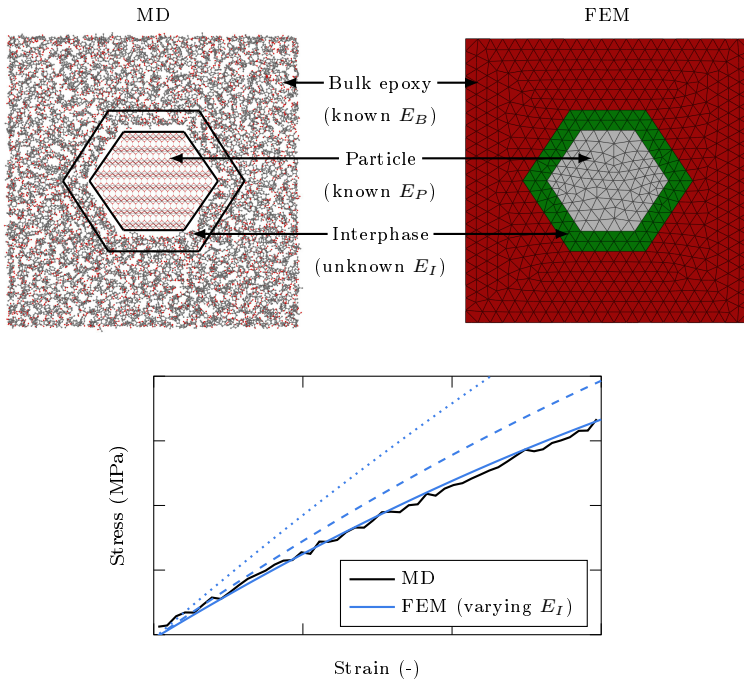 MD
FEM
Bulk epoxy
(known E_B)
Particle
(known E_P)
Interphase
(unknown E_I)
Stress (MPa)
MD
FEM (varying E_I)
Strain (-)